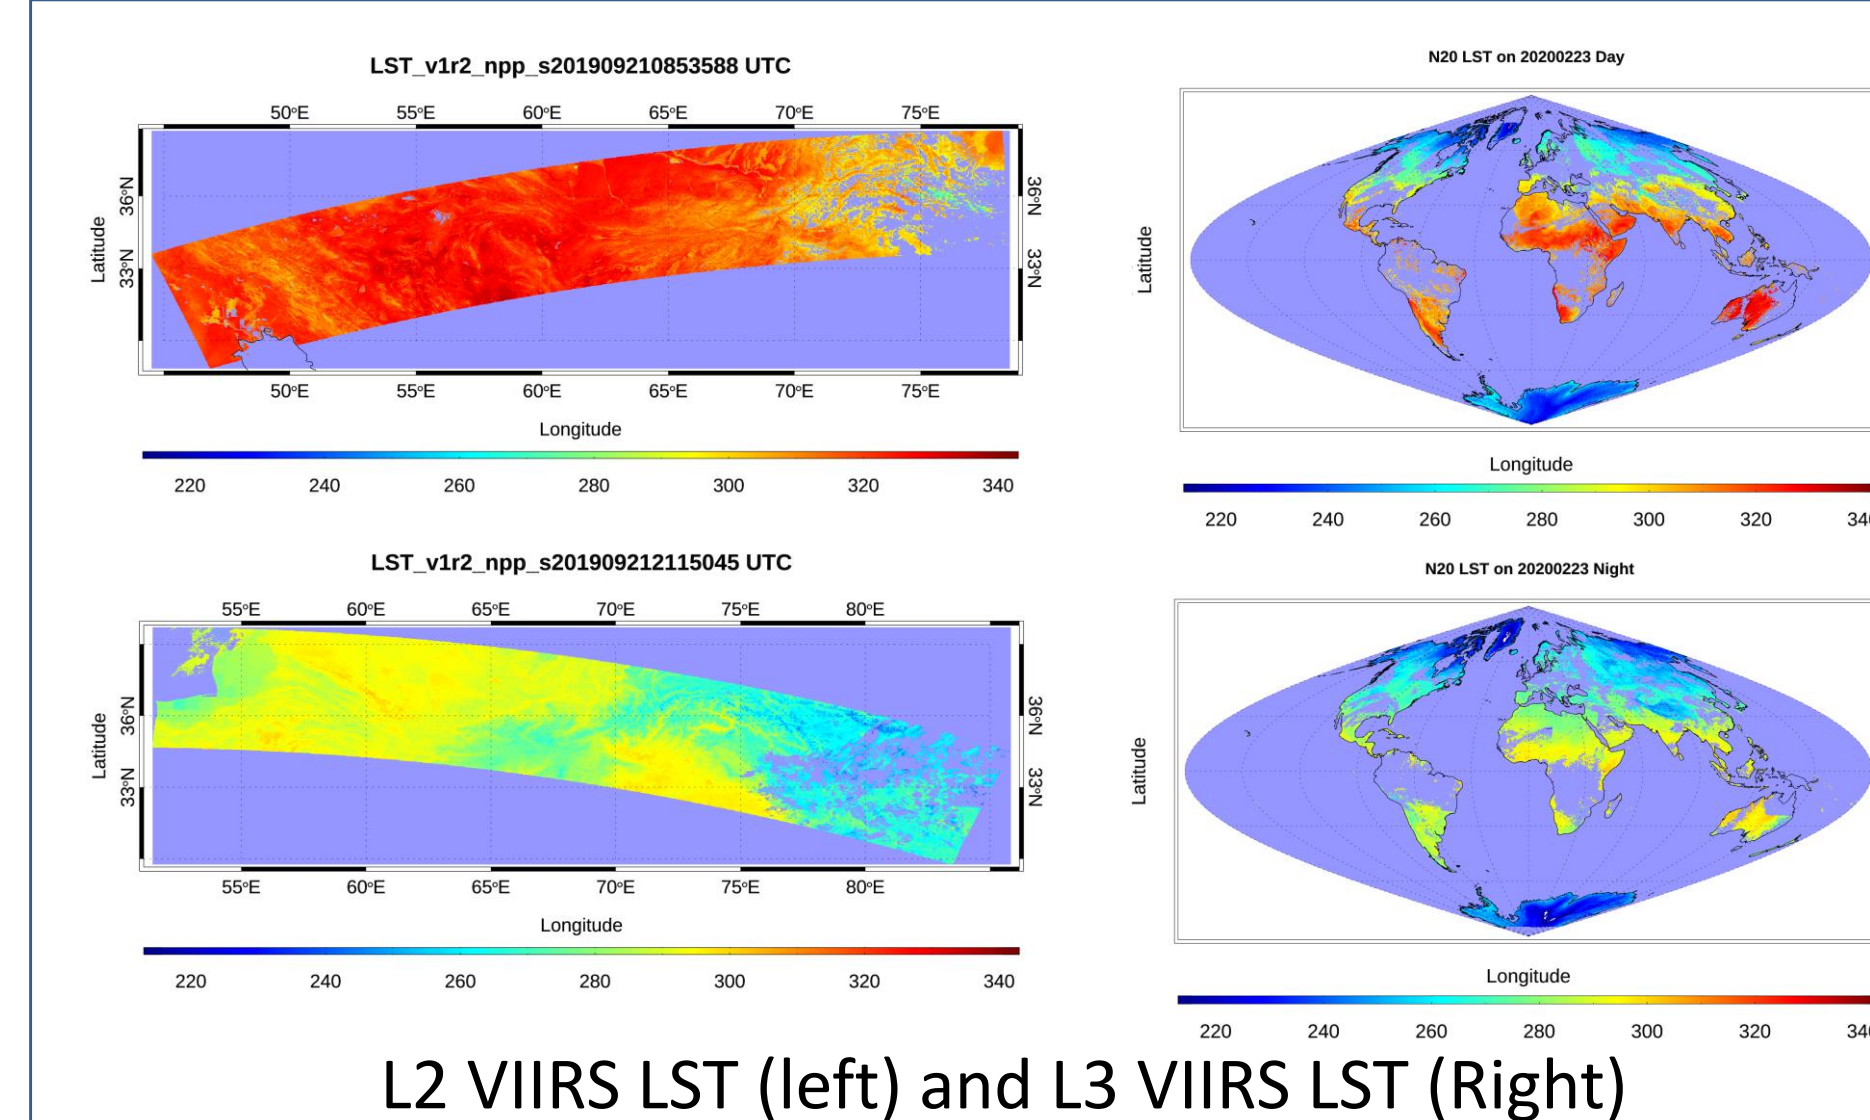 LST_v1r2_npp_s201909210853588 UTC
50°E 55°E 60°E 65°E 70°E 75°E
Latitude
36°N
33°N
36°N
33°N
50°E 55°E 60°E 65°E 70°E 75°E
Longitude
220 240 260 280 300 320 340
N20 LST on 20200223 Day
Latitude
Longitude
220 240 260 280 300 320
LST_v1r2_npp_s201909212115045 UTC
55°E 60°E 65°E 70°E 75°E 80°E
Latitude
36°N
33°N
36°N
33°N
55°E 60°E 65°E 70°E 75°E 80°E
Longitude
220 240 260 280 300 320 340
N20 LST on 20200223 Night
Latitude
Longitude
220 240 260 280 300 320
L2 VIIRS LST (left) and L3 VIIRS LST (Right)